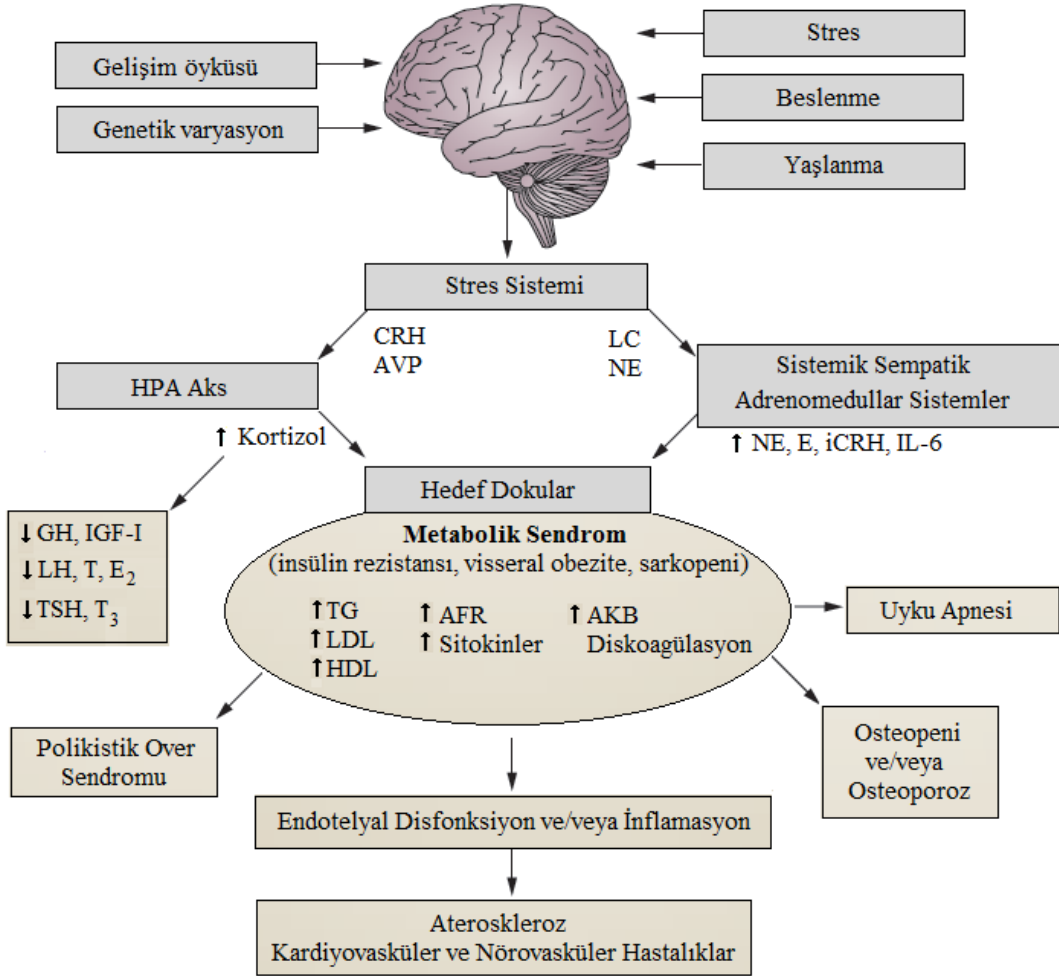 Gelişim öyküsü
Genetik varyasyon
Stres
Beslenme
Yaşlanma
Stres Sistemi
CRH
AVP
LC
NE
HPA Aks
Sistemik Sempatik
Adrenomedullar Sistemler
↑ Kortizol
↑ NE, E, iCRH, IL-6
↓ GH, IGF-I
↓ LH, T, E₂
↓ TSH, T₃
Hedef Dokular
Metabolik Sendrom
(insülin rezistansı, visseral obezite, sarkopeni)
↑ TG
↑ LDL
↑ HDL
↑ AFR
↑ Sitokinler
↑ AKB
Diskoagülasyon
Uyku Apnesi
Polikistik Over
Sendromu
Osteopeni
ve/veya
Osteoporoz
Endotelyal Disfonksiyon ve/veya İnflamasyon
Ateroskleroz
Kardiyovasküler ve Nörovasküler Hastalıklar